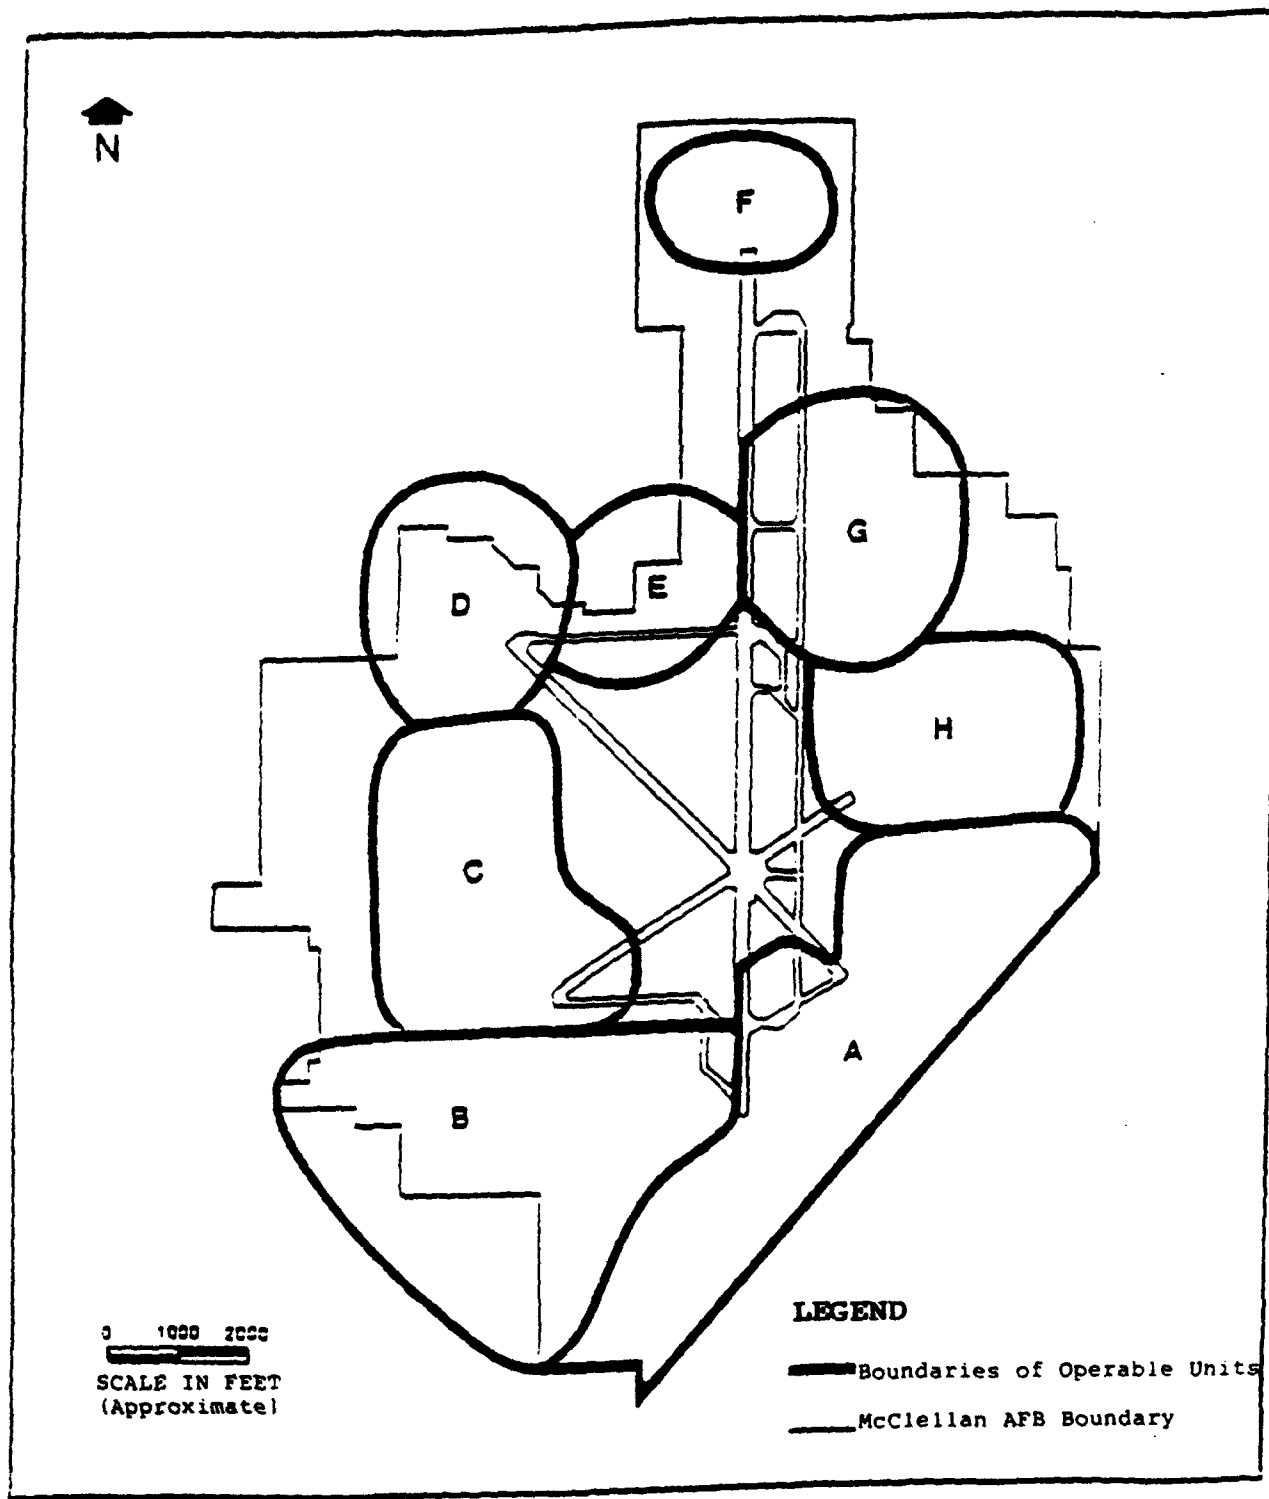 N
F
G
E
D
H
C
A
B
LEGEND
0 1000 2000
Boundaries of Operable Units
SCALE IN FEET
(Approximate)
McClellan AFB Boundary